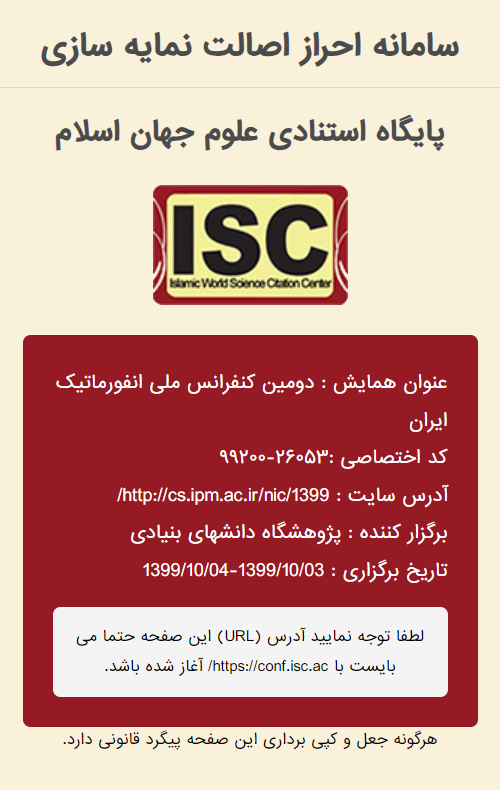 سامانه احراز اصالت نمایه سازی
پایگاه استنادی علوم جهان اسلام
ISC
Islamic World Science Citation Center
عنوان همایش : دومین کنفرانس ملی انفورماتیک
ایران
کد اختصاصی :۲۶۰۵۳-۹۹۲۰۰
آدرس سایت : http://cs.ipm.ac.ir/nic/1399/
برگزار کننده : پژوهشگاه دانشهای بنیادی
تاریخ برگزاری : 1399/10/03-1399/10/04
لطفا توجه نمایید آدرس (URL) این صفحه حتما می
بایست با https://conf.isc.ac/ آغاز شده باشد.
هرگونه جعل و کپی برداری این صفحه پیگرد قانونی دارد.